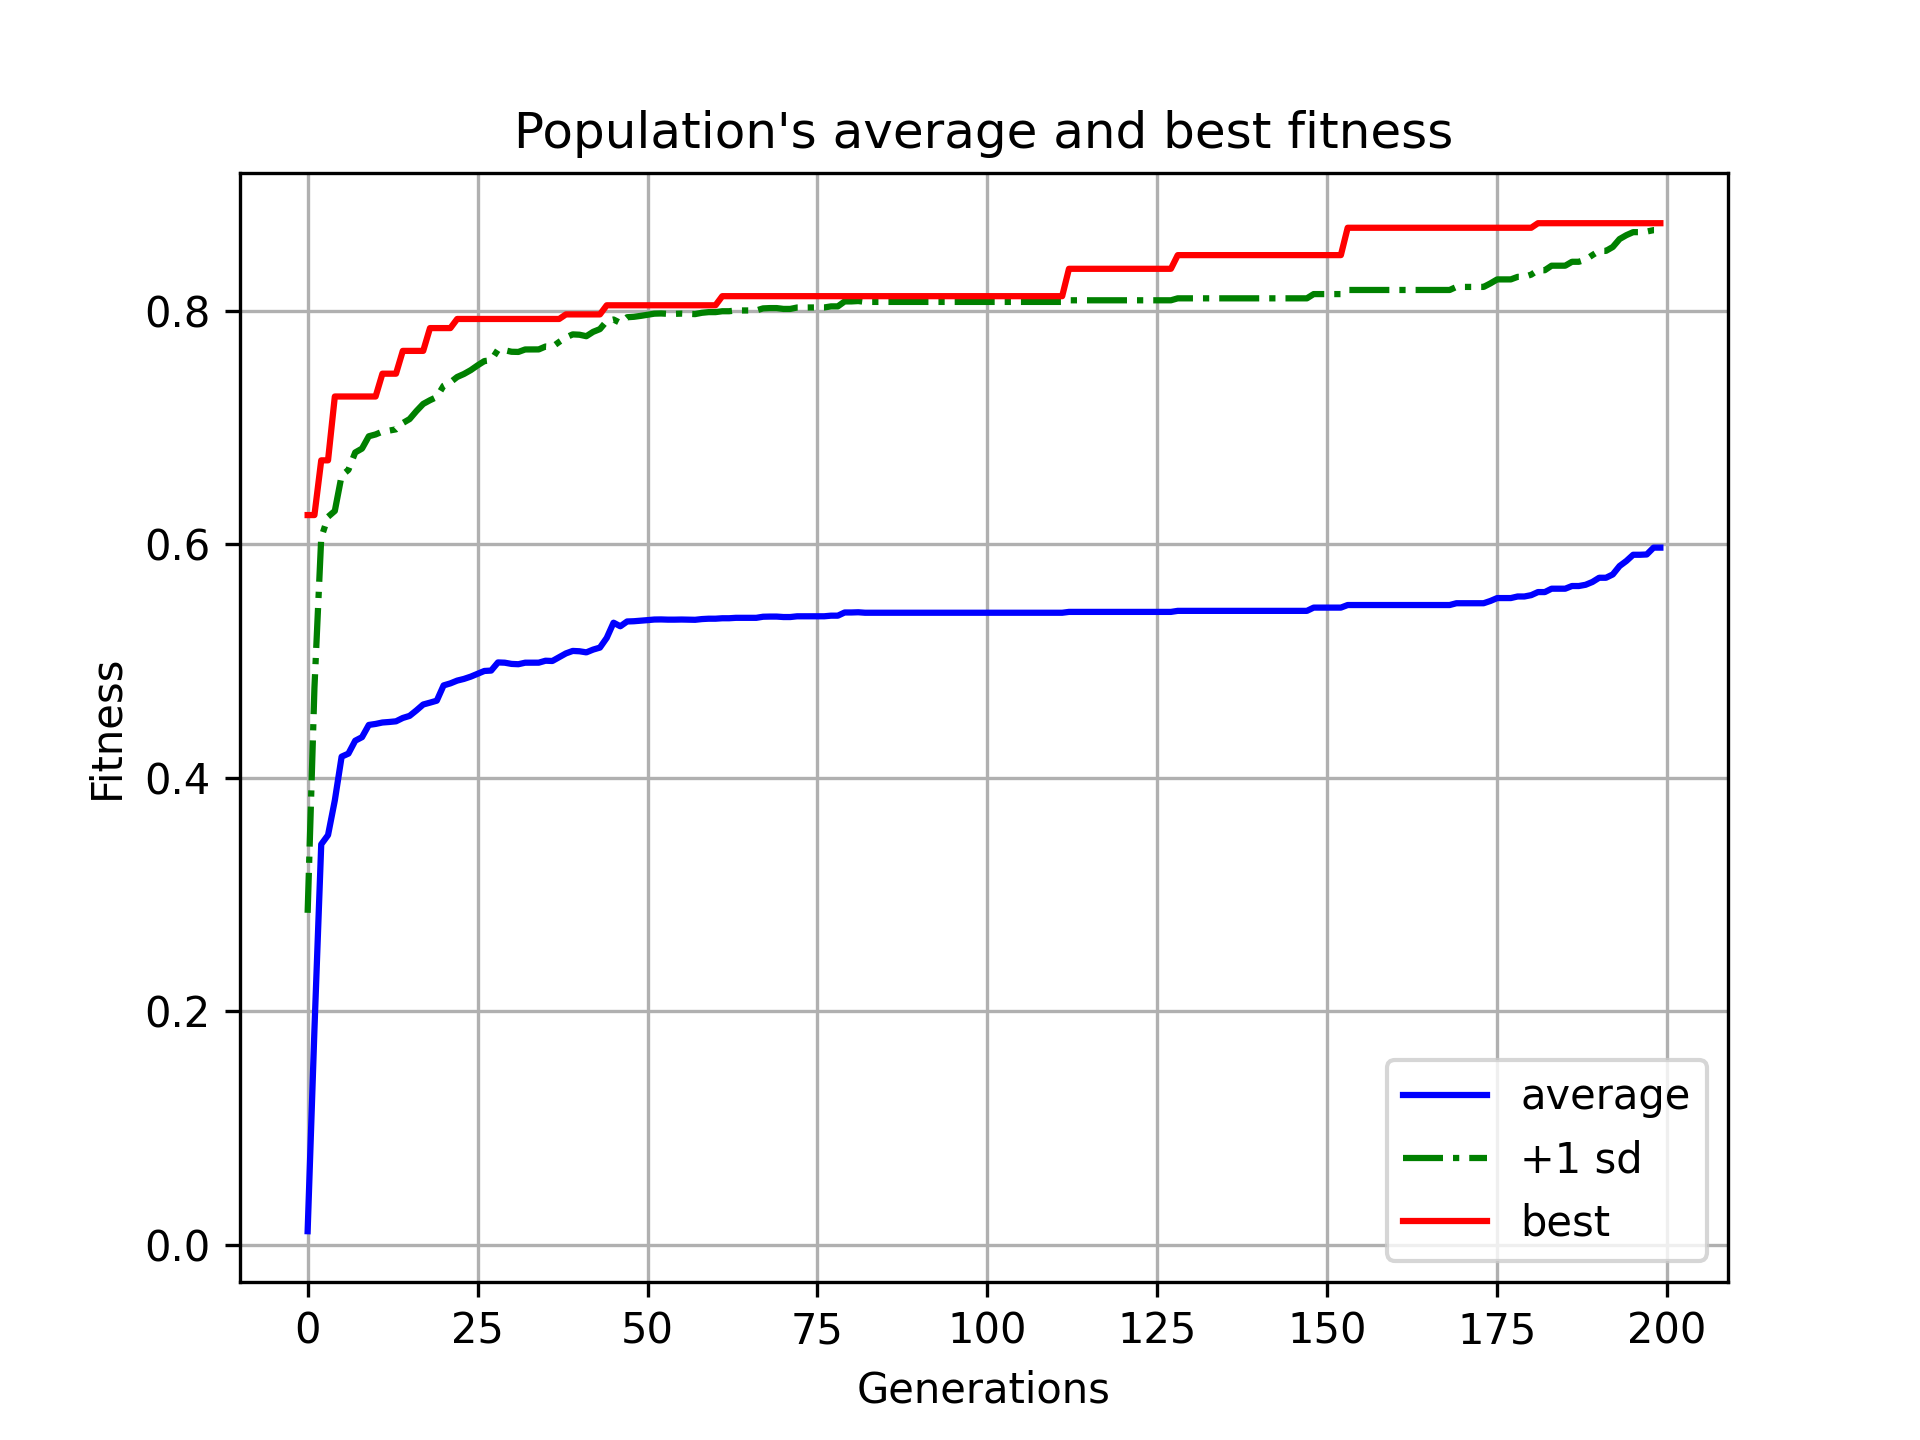 Population's average and best fitness
Fitness
0.8
0.6
0.4
0.2
0.0
0 25 50 75 100 125 150 175 200
Generations
average
+1 sd
best